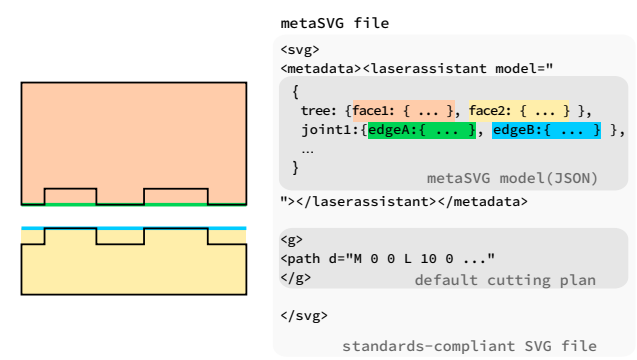 metaSVG file
<svg>
<metadata><laserassistant model="
{
tree: {face1: { ... }, face2: { ... } },
joint1:{edgeA:{ ... }, edgeB:{ ... } },
...
}
metaSVG model(JSON)
"></laserassistant></metadata>
<g>
<path d="M 0 0 L 10 0 ..."
</g>
default cutting plan
</svg>
standards-compliant SVG file